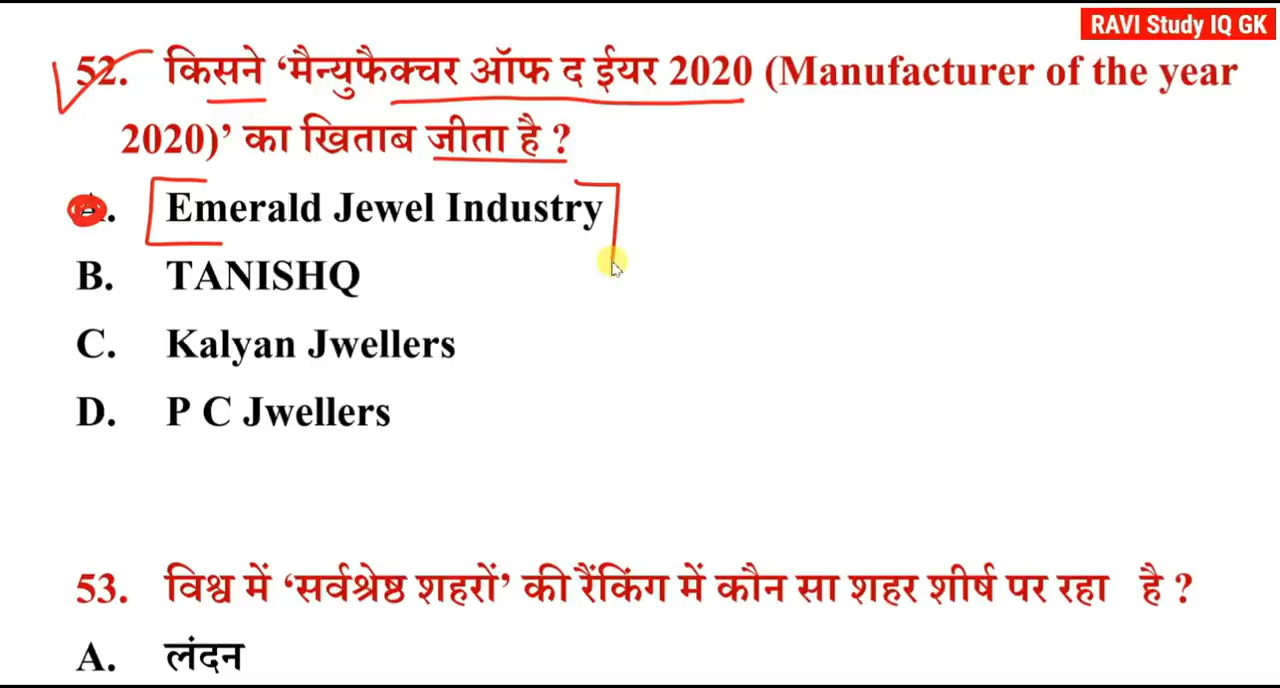 RAVI Study IQ GK
52. किसने ‘मैन्युफैक्चर ऑफ द ईयर 2020 (Manufacturer of the year
2020)’ का खिताब जीता है ?
A. Emerald Jewel Industry
B. TANISHQ
C. Kalyan Jwellers
D. P C Jwellers
53. विश्व में ‘सर्वश्रेष्ठ शहरों’ की रैंकिंग में कौन सा शहर शीर्ष पर रहा है ?
A. लंदन